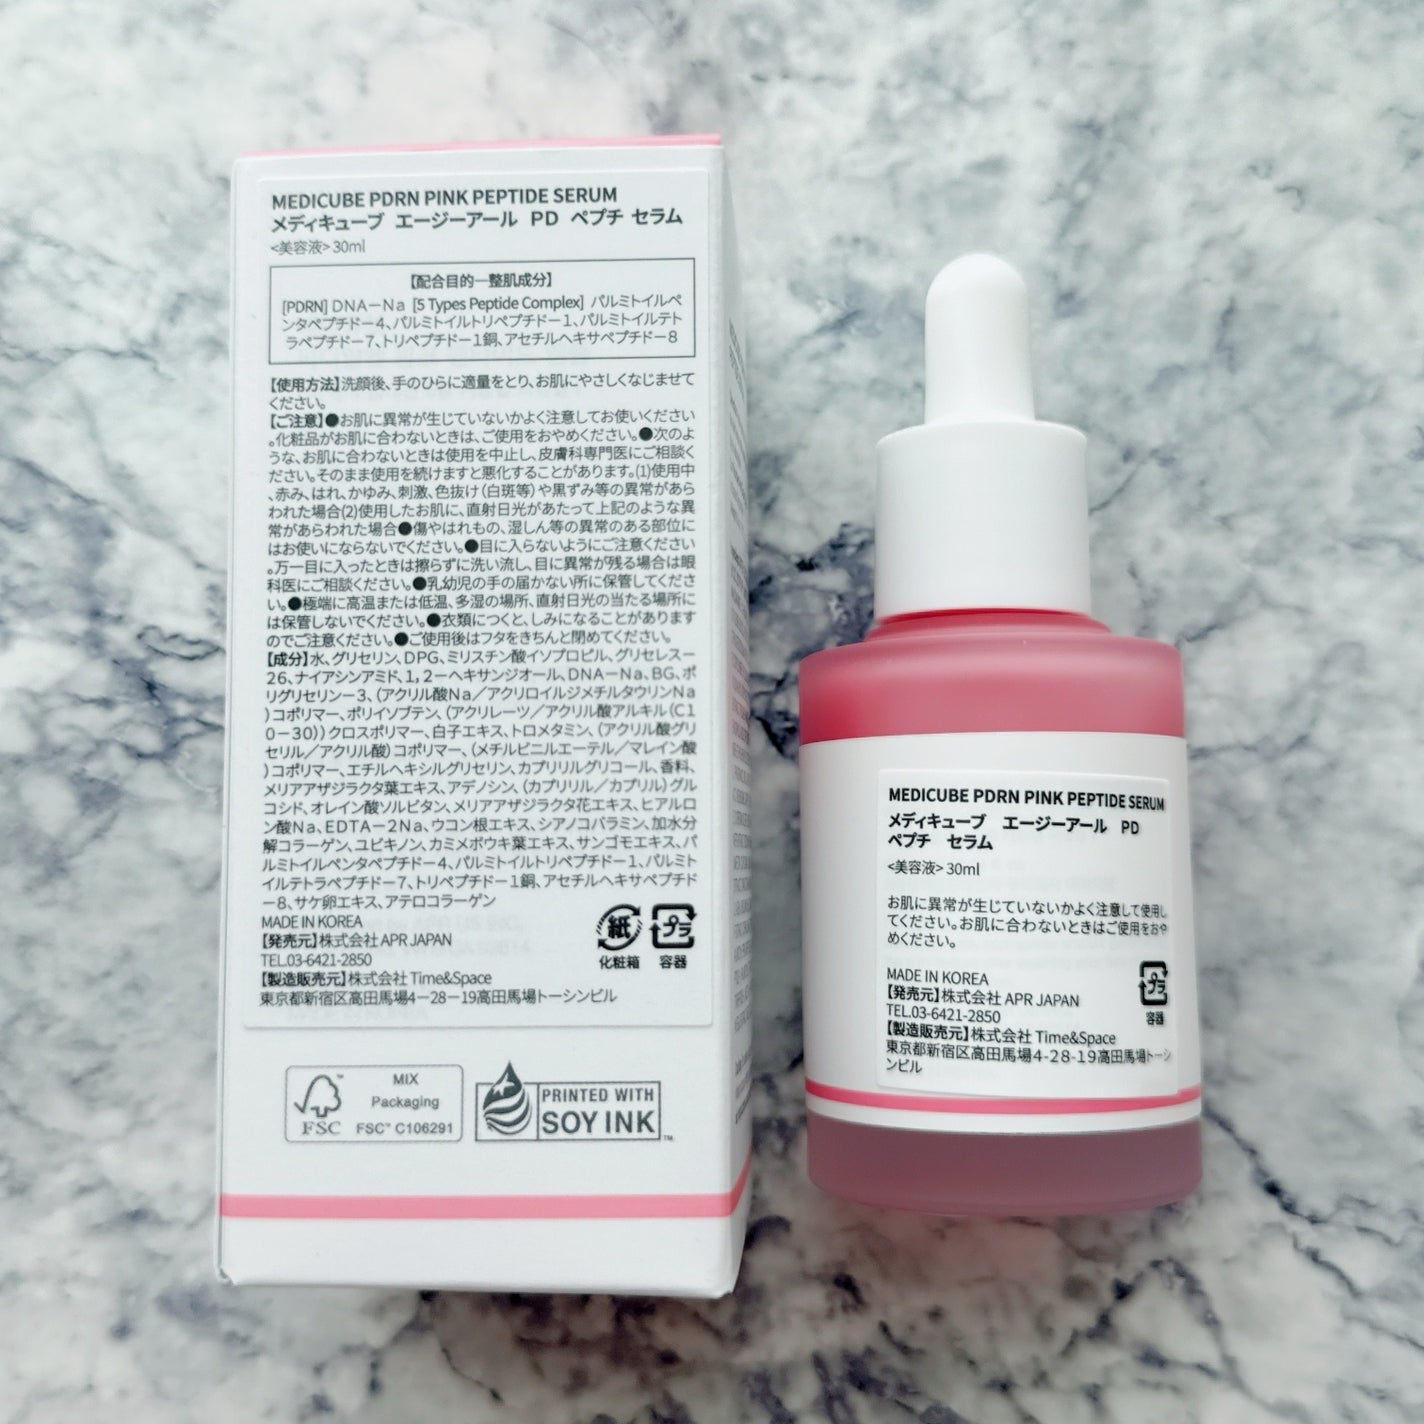 MEDICUBE PDRN PINK PEPTIDE SERUM
メディキューブ エージーアール PD ペプチ セラム
<美容液> 30ml
【配合目的ー整肌成分】
[PDRN] DNA－Na [5 Types Peptide Complex] パルミトイルペ
ンタペプチドー4、パルミトイルトリペプチドー1、パルミトイルテト
ラペプチドー7、トリペプチドー1銅、アセチルヘキサペプチドー8
【使用方法】洗顔後、手のひらに適量をとり、お肌にやさしくなじませて
ください。
【ご注意】●お肌に異常が生じていないかよく注意してお使いください
。化粧品がお肌に合わないときは、ご使用をおやめください。●次のよ
うな、お肌に合わないときは使用を中止し、皮膚科専門医にご相談く
ださい。そのまま使用を続けますと悪化することがあります。(1)使用中
、赤み、はれ、かゆみ、刺激、色抜け（白斑等）や黒ずみ等の異常があら
われた場合(2)使用したお肌に、直射日光があたって上記のような異
常があらわれた場合●傷やはれもの、湿しん等の異常のある部位に
はお使いにならないでください。●目に入らないようにご注意ください
。万一目に入ったときは擦らずに洗い流し、目に異常が残る場合は眼
科医にご相談ください。●乳幼児の手の届かない所に保管してくださ
い。●極端に高温または低温、多湿の場所、直射日光の当たる場所に
は保管しないでください。●衣類につくと、しみになることがあります
のでご注意ください。●ご使用後はフタをきちんと閉めてください。
【成分】水、グリセリン、DPG、ミリスチン酸イソプロピル、グリセレスー
26、ナイアシンアミド、1，2－ヘキサンジオール、DNA－Na、BG、ポ
リグリセリン－3、（アクリル酸Na／アクリロイルジメチルタウリンNa
）コポリマー、ポリイソブテン、（アクリレーツ／アクリル酸アルキル（C1
0－30））クロスポリマー、白子エキス、トロメタミン、（アクリル酸グリ
セリル／アクリル酸）コポリマー、（メチルビニルエーテル／マレイン酸
）コポリマー、エチルヘキシルグリセリン、カプリリルグリコール、香料、
メリアアザジラクタ葉エキス、アデノシン、（カプリリル／カプリル）グル
コシド、オレイン酸ソルビタン、メリアアザジラクタ花エキス、ヒアルロ
ン酸Na、EDTA－2Na、ウコン根エキス、シアノコバラミン、加水分
解コラーゲン、ユビキノン、カミメボウキ葉エキス、サンゴモエキス、パ
ルミトイルペンタペプチドー4、パルミトイルトリペプチドー1、パルミト
イルテトラペプチドー7、トリペプチドー1銅、アセチルヘキサペプチド
－8、サケ卵エキス、アテロコラーゲン
MADE IN KOREA
【発売元】株式会社 APR JAPAN
TEL.03-6421-2850
【製造販売元】株式会社 Time&Space
東京都新宿区高田馬場4－28－19高田馬場トーシンビル
紙
化粧箱
プラ
容器
FSC
MIX
Packaging
FSC™ C106291
PRINTED WITH
SOY INK™
MEDICUBE PDRN PINK PEPTIDE SERUM
メディキューブ エージーアール PD
ペプチ セラム
<美容液> 30ml
お肌に異常が生じていないかよく注意して使用し
てください。お肌に合わないときはご使用をおや
めください。
MADE IN KOREA
【発売元】株式会社 APR JAPAN
TEL.03-6421-2850
【製造販売元】株式会社 Time&Space
東京都新宿区高田馬場4-28-19高田馬場トーシ
ンビル
プラ
容器